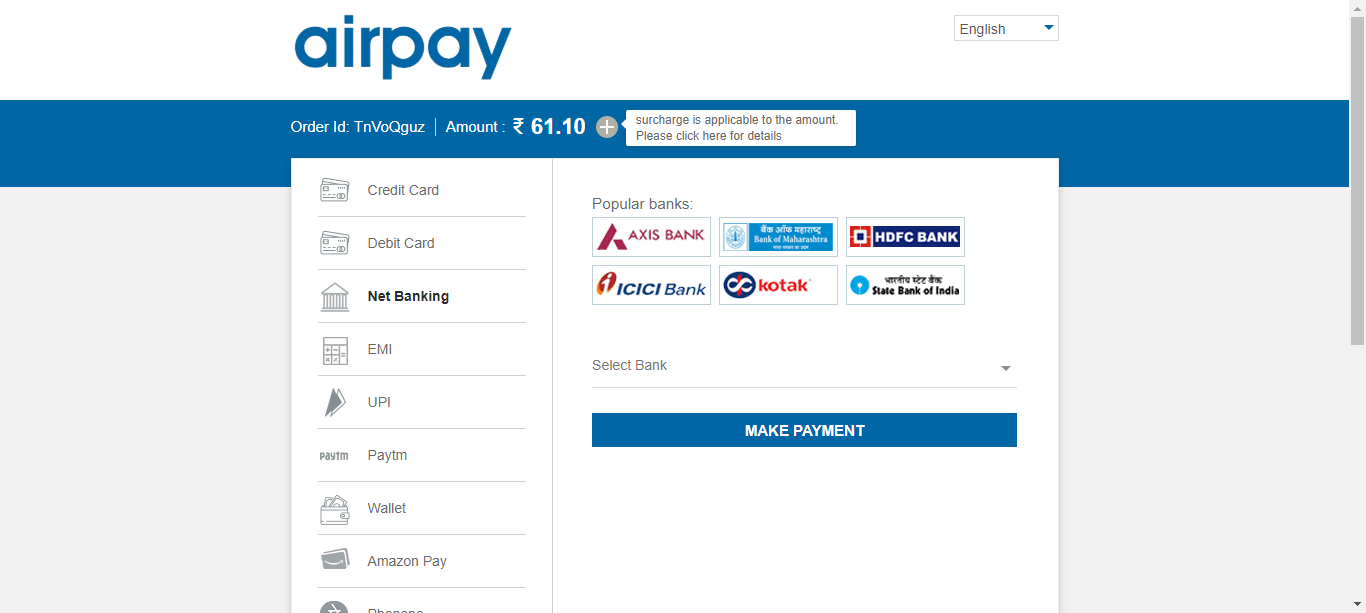 airpay
English
Order Id: TnVoQguz
Amount : ₹ 61.10
surcharge is applicable to the amount.
Please click here for details
Credit Card
Debit Card
Net Banking
EMI
UPI
Paytm
Paytm
Wallet
Amazon Pay
Phonepe
Popular banks:
AXIS BANK
बैंक ऑफ महाराष्ट्र
Bank of Maharashtra
HDFC BANK
ICICI Bank
kotak
भारतीय स्टेट बैंक
State Bank of India
Select Bank
MAKE PAYMENT